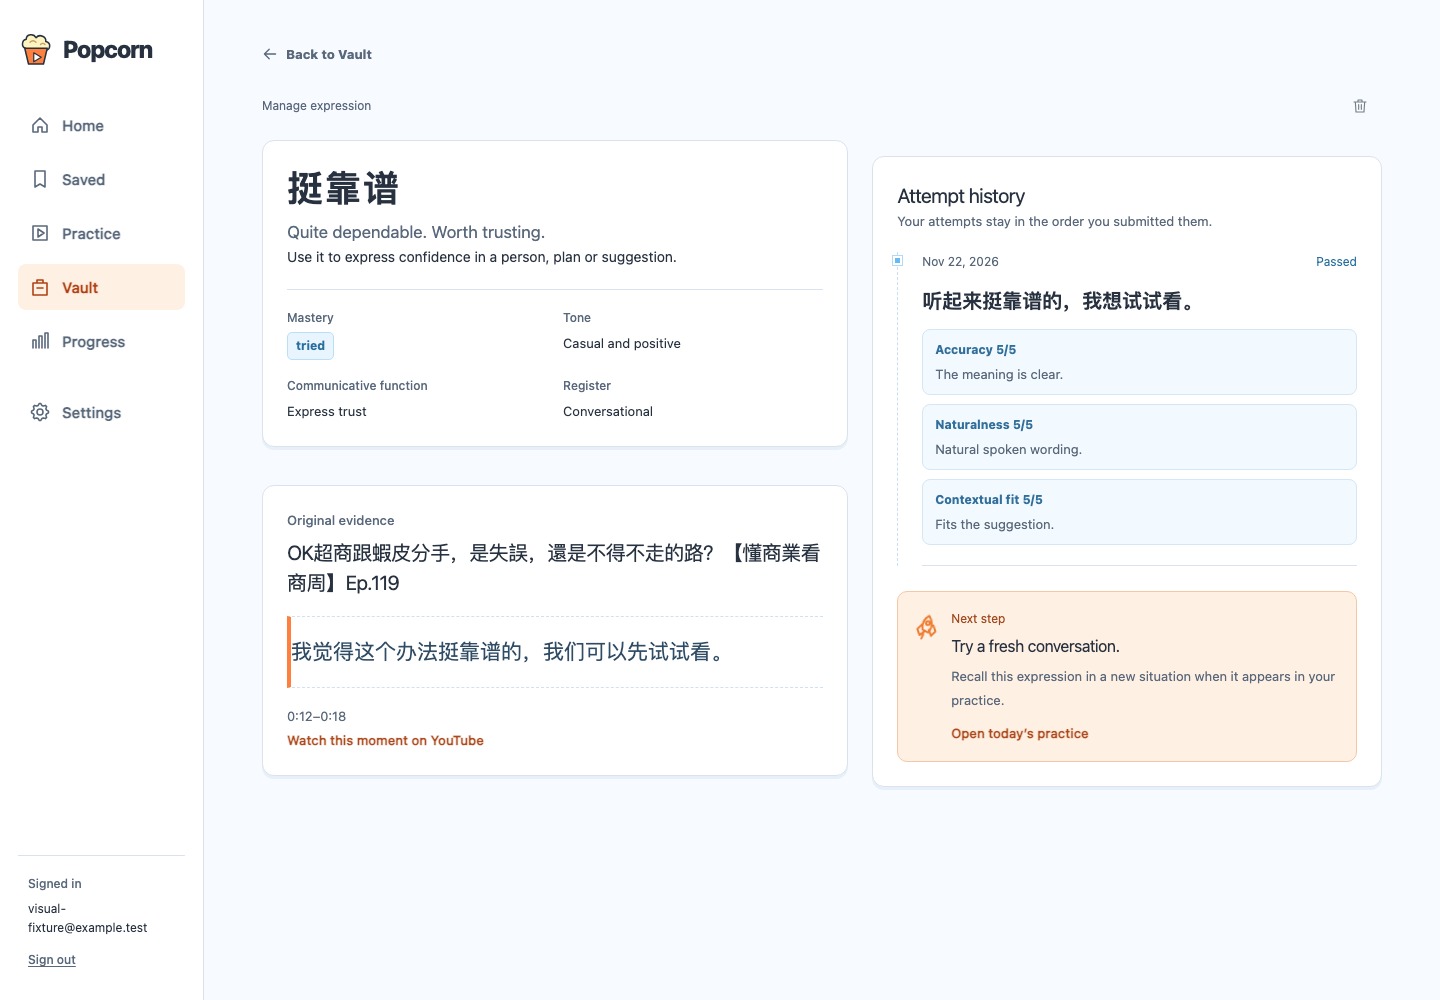 Popcorn
Home
Saved
Practice
Vault
Progress
Settings
Signed in
visual-
fixture@example.test
Sign out
Back to Vault
Manage expression
挺靠谱
Quite dependable. Worth trusting.
Use it to express confidence in a person, plan or suggestion.
Mastery
tried
Tone
Casual and positive
Communicative function
Express trust
Register
Conversational
Original evidence
OK超商跟蝦皮分手，是失誤，還是不得不走的路？【懂商業看
商周】Ep.119
我觉得这个办法挺靠谱的，我们可以先试试看。
0:12–0:18
Watch this moment on YouTube
Attempt history
Your attempts stay in the order you submitted them.
Nov 22, 2026
Passed
听起来挺靠谱的，我想试试看。
Accuracy 5/5
The meaning is clear.
Naturalness 5/5
Natural spoken wording.
Contextual fit 5/5
Fits the suggestion.
Next step
Try a fresh conversation.
Recall this expression in a new situation when it appears in your
practice.
Open today’s practice